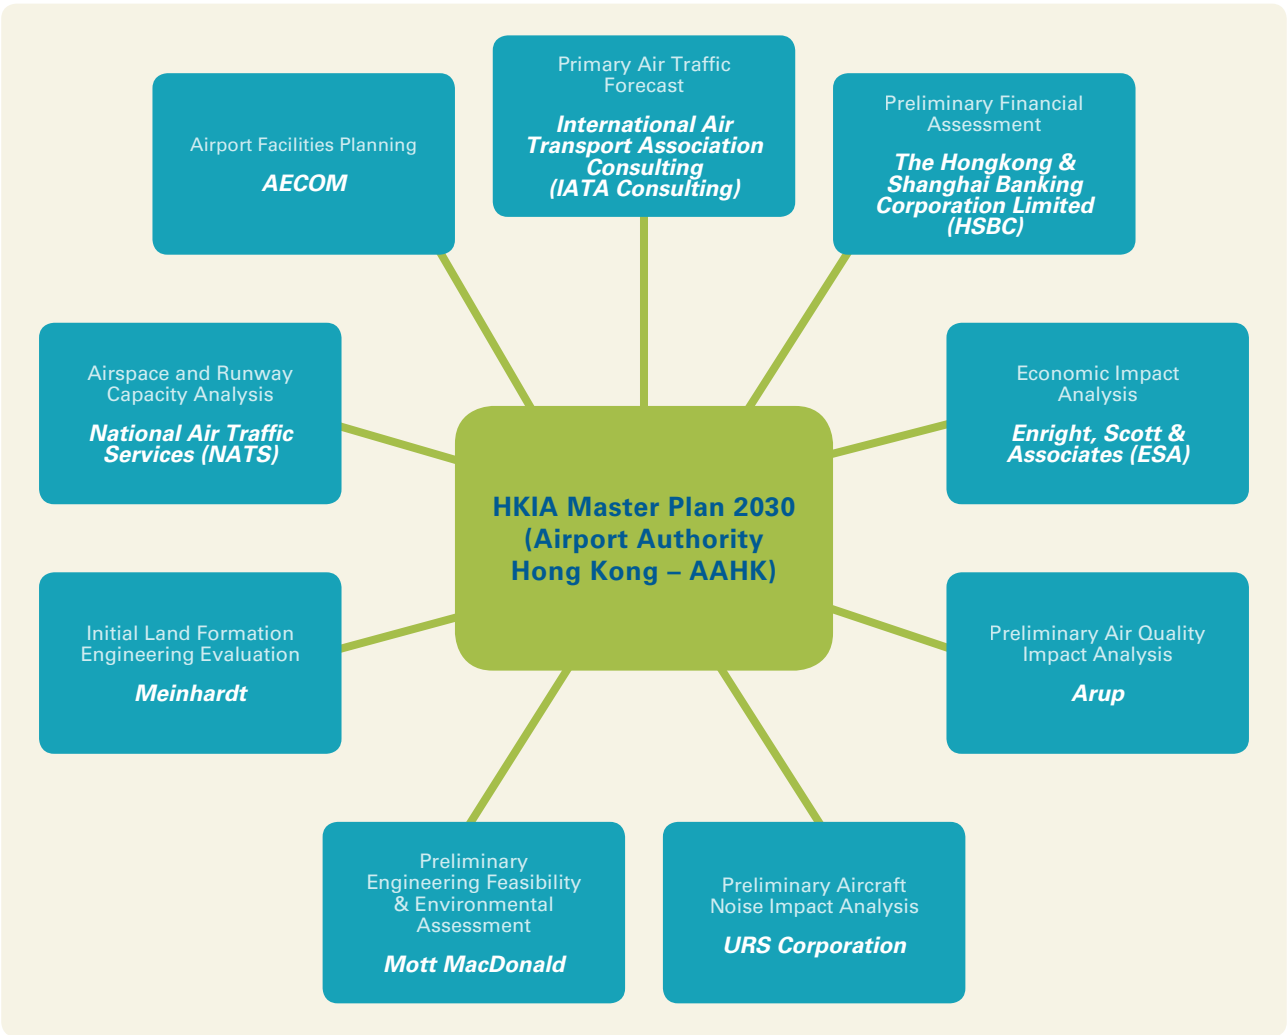 Primary Air Traffic
Forecast
International Air
Transport Association
Consulting
(IATA Consulting)
Airport Facilities Planning
AECOM
Preliminary Financial
Assessment
The Hongkong &
Shanghai Banking
Corporation Limited
(HSBC)
Airspace and Runway
Capacity Analysis
National Air Traffic
Services (NATS)
Economic Impact
Analysis
Enright, Scott &
Associates (ESA)
HKIA Master Plan 2030
(Airport Authority
Hong Kong – AAHK)
Initial Land Formation
Engineering Evaluation
Meinhardt
Preliminary Air Quality
Impact Analysis
Arup
Preliminary
Engineering Feasibility
& Environmental
Assessment
Mott MacDonald
Preliminary Aircraft
Noise Impact Analysis
URS Corporation